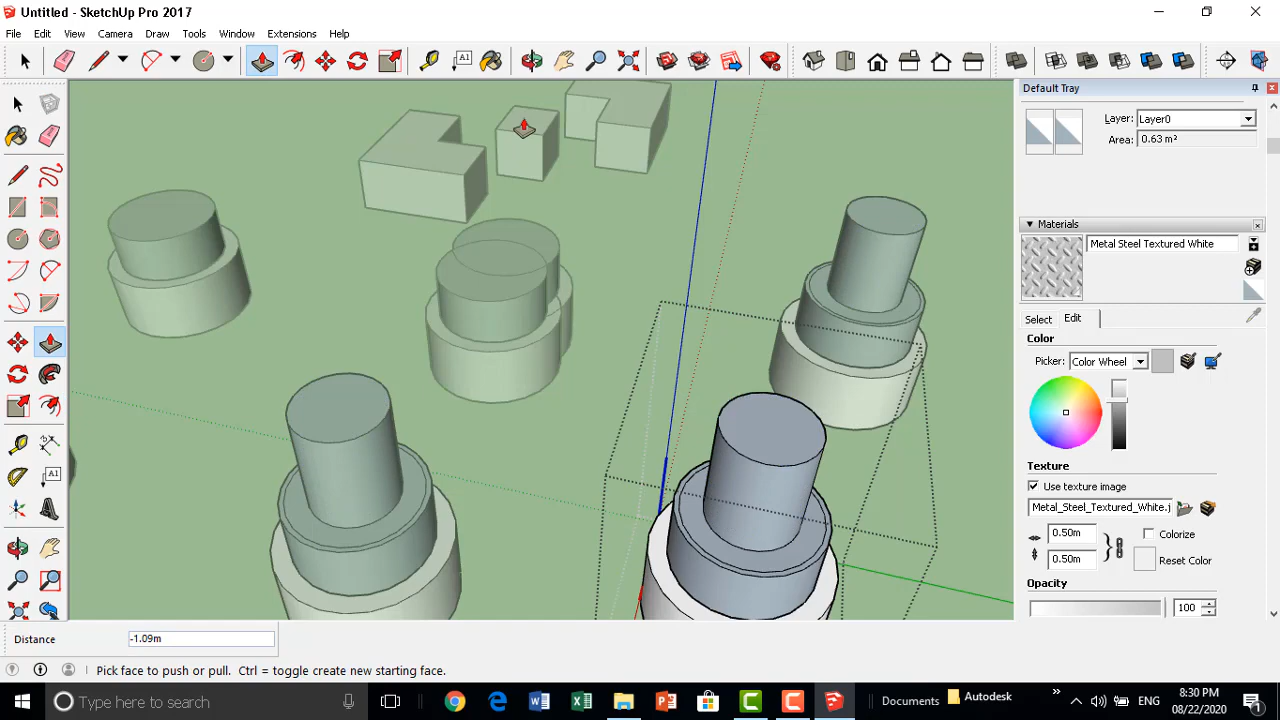 Untitled - SketchUp Pro 2017
File Edit View Camera Draw Tools Window Extensions Help
A1
Default Tray
Layer: Layer0
Area: 0.63 m²
Materials
Metal Steel Textured White
Select Edit
Color
Picker: Color Wheel
Texture
Use texture image
Metal_Steel_Textured_White.j
0.50m Colorize
0.50m Reset Color
Opacity
100
A1
Distance -1.09m
Pick face to push or pull. Ctrl = toggle create new starting face.
Type here to search
Documents Autodesk
ENG
8:30 PM
08/22/2020
1